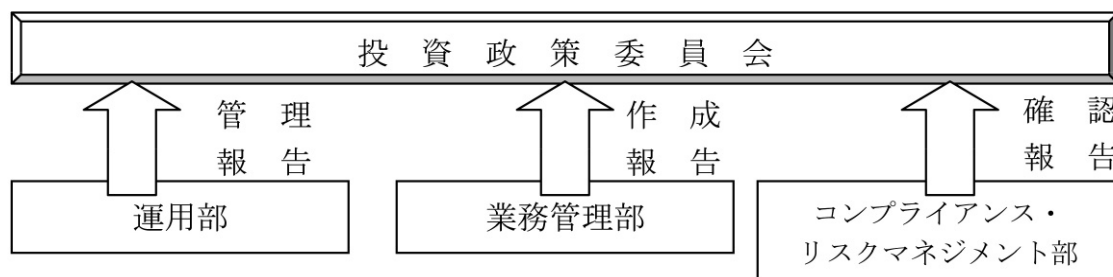 投資政策委員会
管理
報告
作成
報告
確認
報告
運用部
業務管理部
コンプライアンス・
リスクマネジメント部